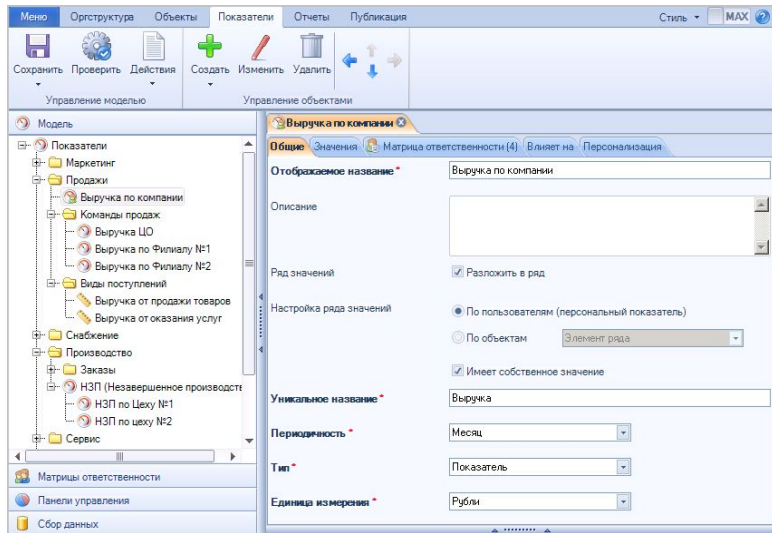 Меню Оргструктура Объекты Показатели Отчеты Публикация Стиль MAX
Сохранить Проверить Действия Создать Изменить Удалить
Управление моделью Управление объектами
Модель
Показатели
Маркетинг
Продажи
Выручка по компании
Команды продаж
Выручка ЦО
Выручка по Филиалу №1
Выручка по Филиалу №2
Виды поступлений
Выручка от продажи товаров
Выручка от оказания услуг
Снабжение
Производство
Заказы
НЗП (Незавершенное производств
НЗП по Цеху №1
НЗП по цеху №2
Сервис
Матрицы ответственности
Панели управления
Сбор данных
Выручка по компании
Общие Значения Матрица ответственности (4) Влияет на Персонализация
Отображаемое название * Выручка по компании
Описание
Ряд значений Разложить в ряд
Настройка ряда значений По пользователям (персональный показатель)
По объектам Элемент ряда
Имеет собственное значение
Уникальное название * Выручка
Периодичность * Месяц
Тип * Показатель
Единица измерения * Рубли